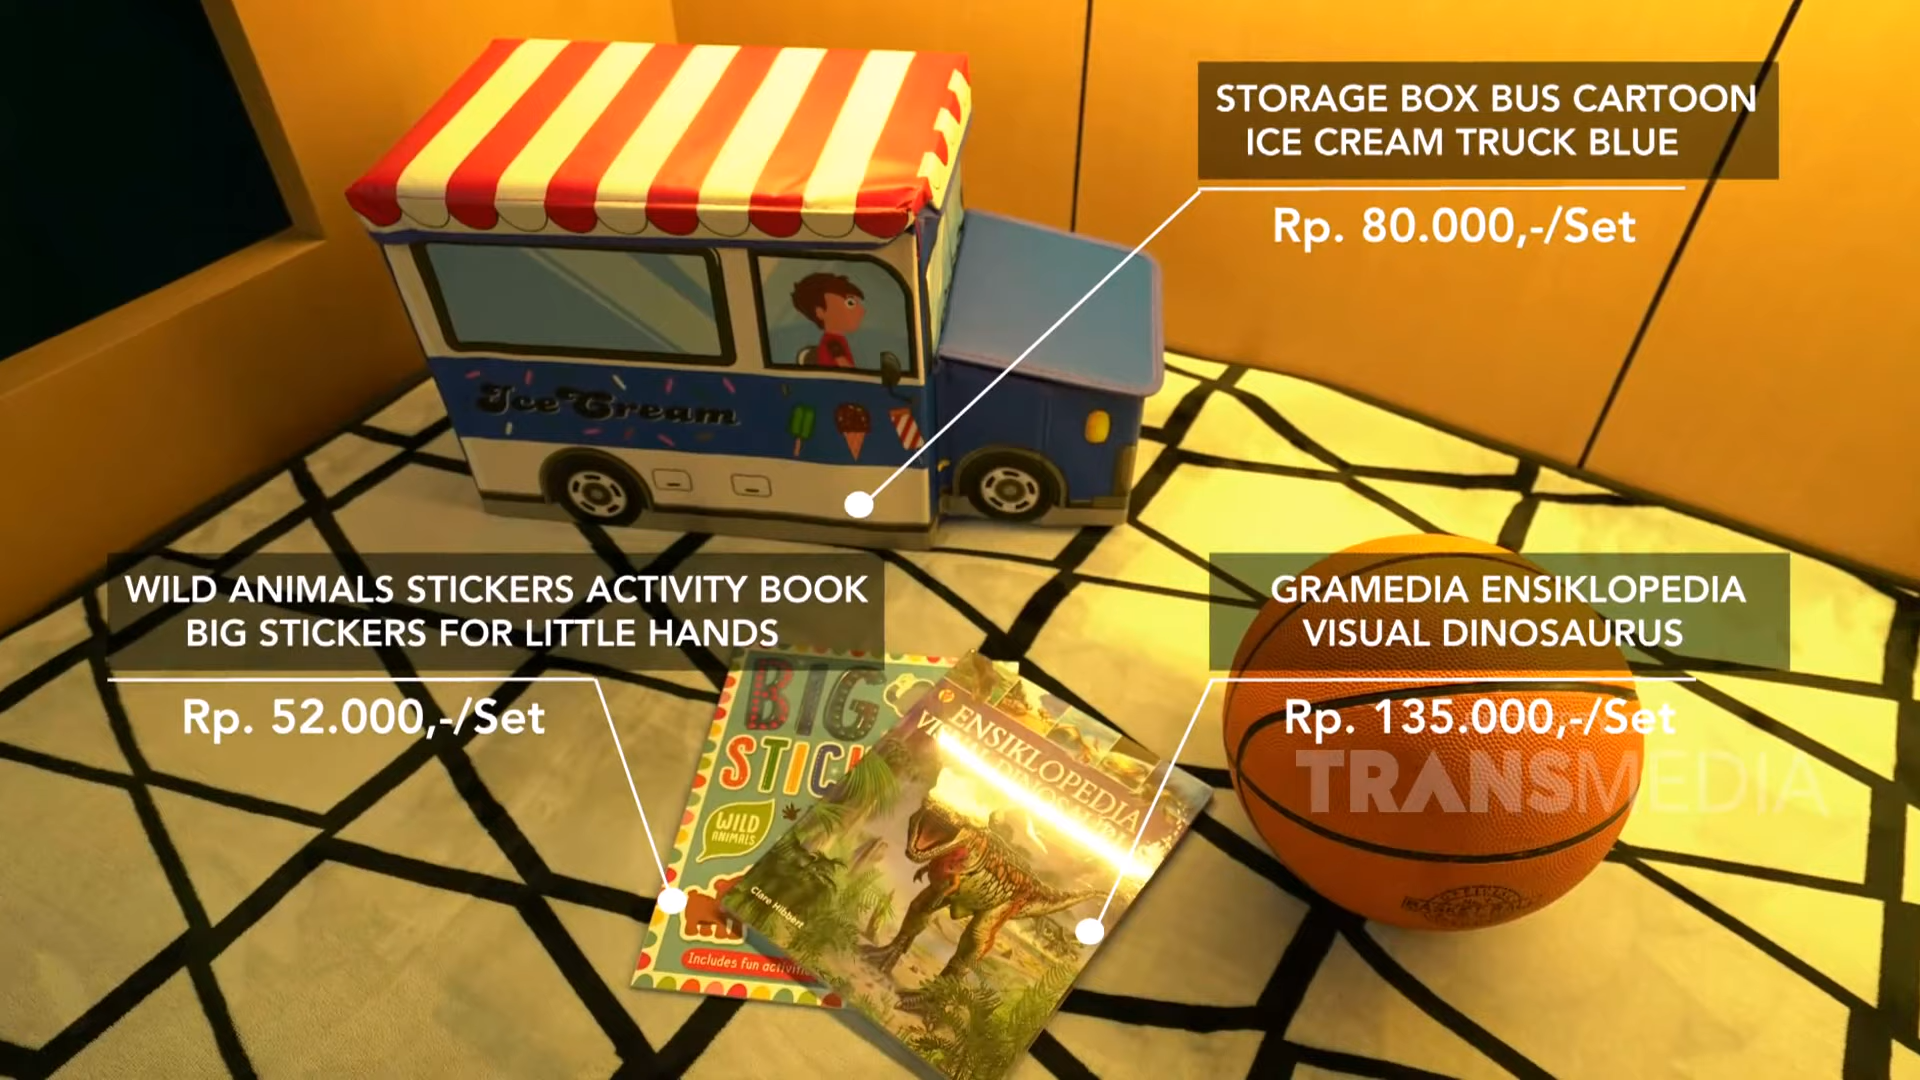 STORAGE BOX BUS CARTOON
ICE CREAM TRUCK BLUE
Rp. 80.000,-/Set
Ice Cream
WILD ANIMALS STICKERS ACTIVITY BOOK
BIG STICKERS FOR LITTLE HANDS
Rp. 52.000,-/Set
GRAMEDIA ENSIKLOPEDIA
VISUAL DINOSAURUS
Rp. 135.000,-/Set
TRANSMEDIA
BIG
STICK
WILD
ANIMALS
Includes fun activiti
ENSIKLOPEDIA
Clare Hibbert